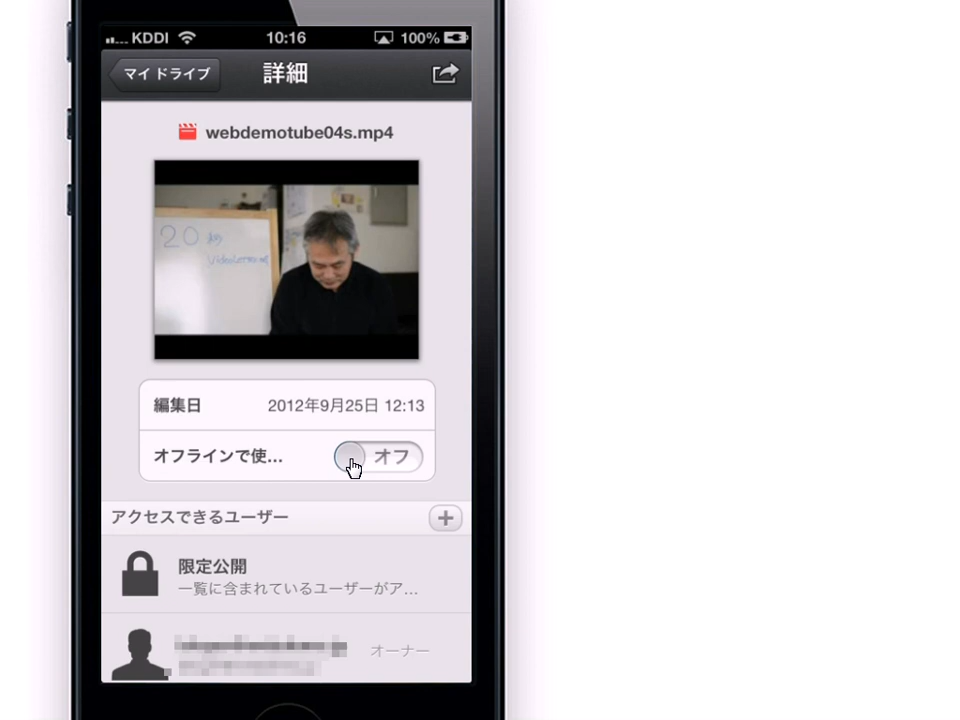 KDDI 10:16 100%
マイドライブ 詳細
webdemotube04s.mp4
20
編集日 2012年9月25日 12:13
オフラインで使… オフ
アクセスできるユーザー
限定公開
一覧に含まれているユーザーがア…
オーナー